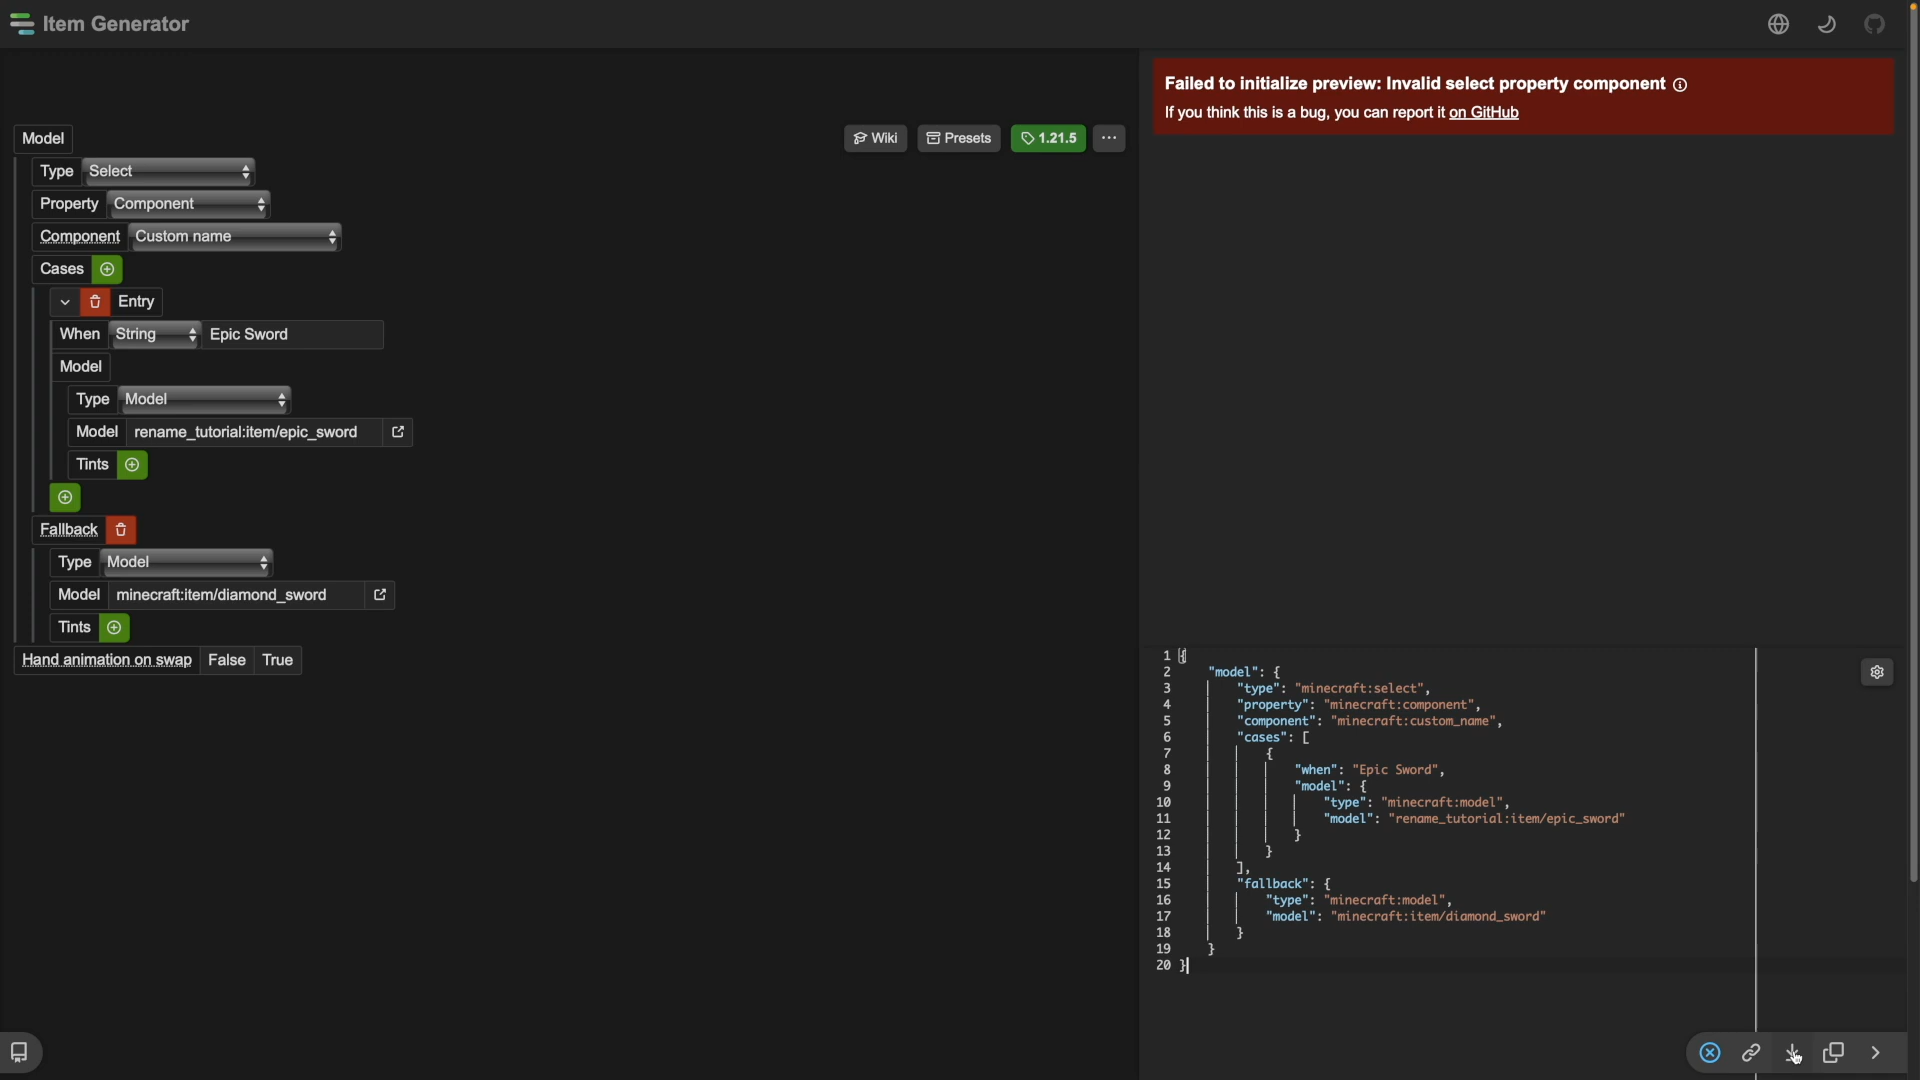 Item Generator
Failed to initialize preview: Invalid select property component
If you think this is a bug, you can report it on GitHub
Model
Wiki
Presets
1.21.5
Type Select
Property Component
Component Custom name
Cases
Entry
When String Epic Sword
Model
Type Model
Model rename_tutorial:item/epic_sword
Tints
Fallback
Type Model
Model minecraft:item/diamond_sword
Tints
Hand animation on swap False True
1 {
2 "model": {
3 "type": "minecraft:select",
4 "property": "minecraft:component",
5 "component": "minecraft:custom_name",
6 "cases": [
7 {
8 "when": "Epic Sword",
9 "model": {
10 "type": "minecraft:model",
11 "model": "rename_tutorial:item/epic_sword"
12 }
13 }
14 ],
15 "fallback": {
16 "type": "minecraft:model",
17 "model": "minecraft:item/diamond_sword"
18 }
19 }
20 }